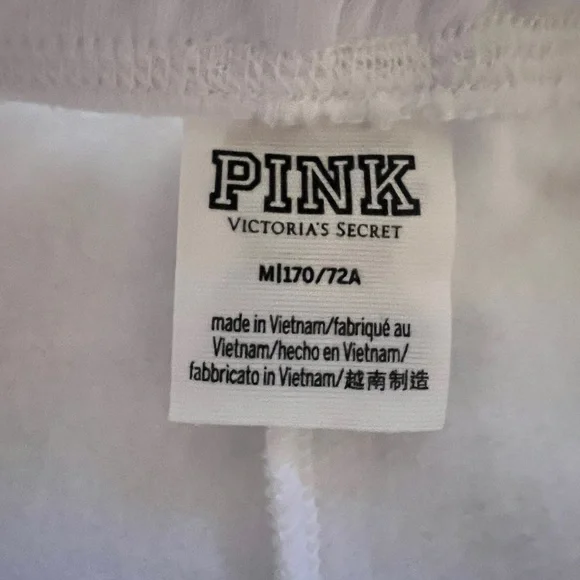 PINK
VICTORIA'S SECRET
M|170/72A
made in Vietnam/fabriqué au
Vietnam/hecho en Vietnam/
fabbricato in Vietnam/越南制造